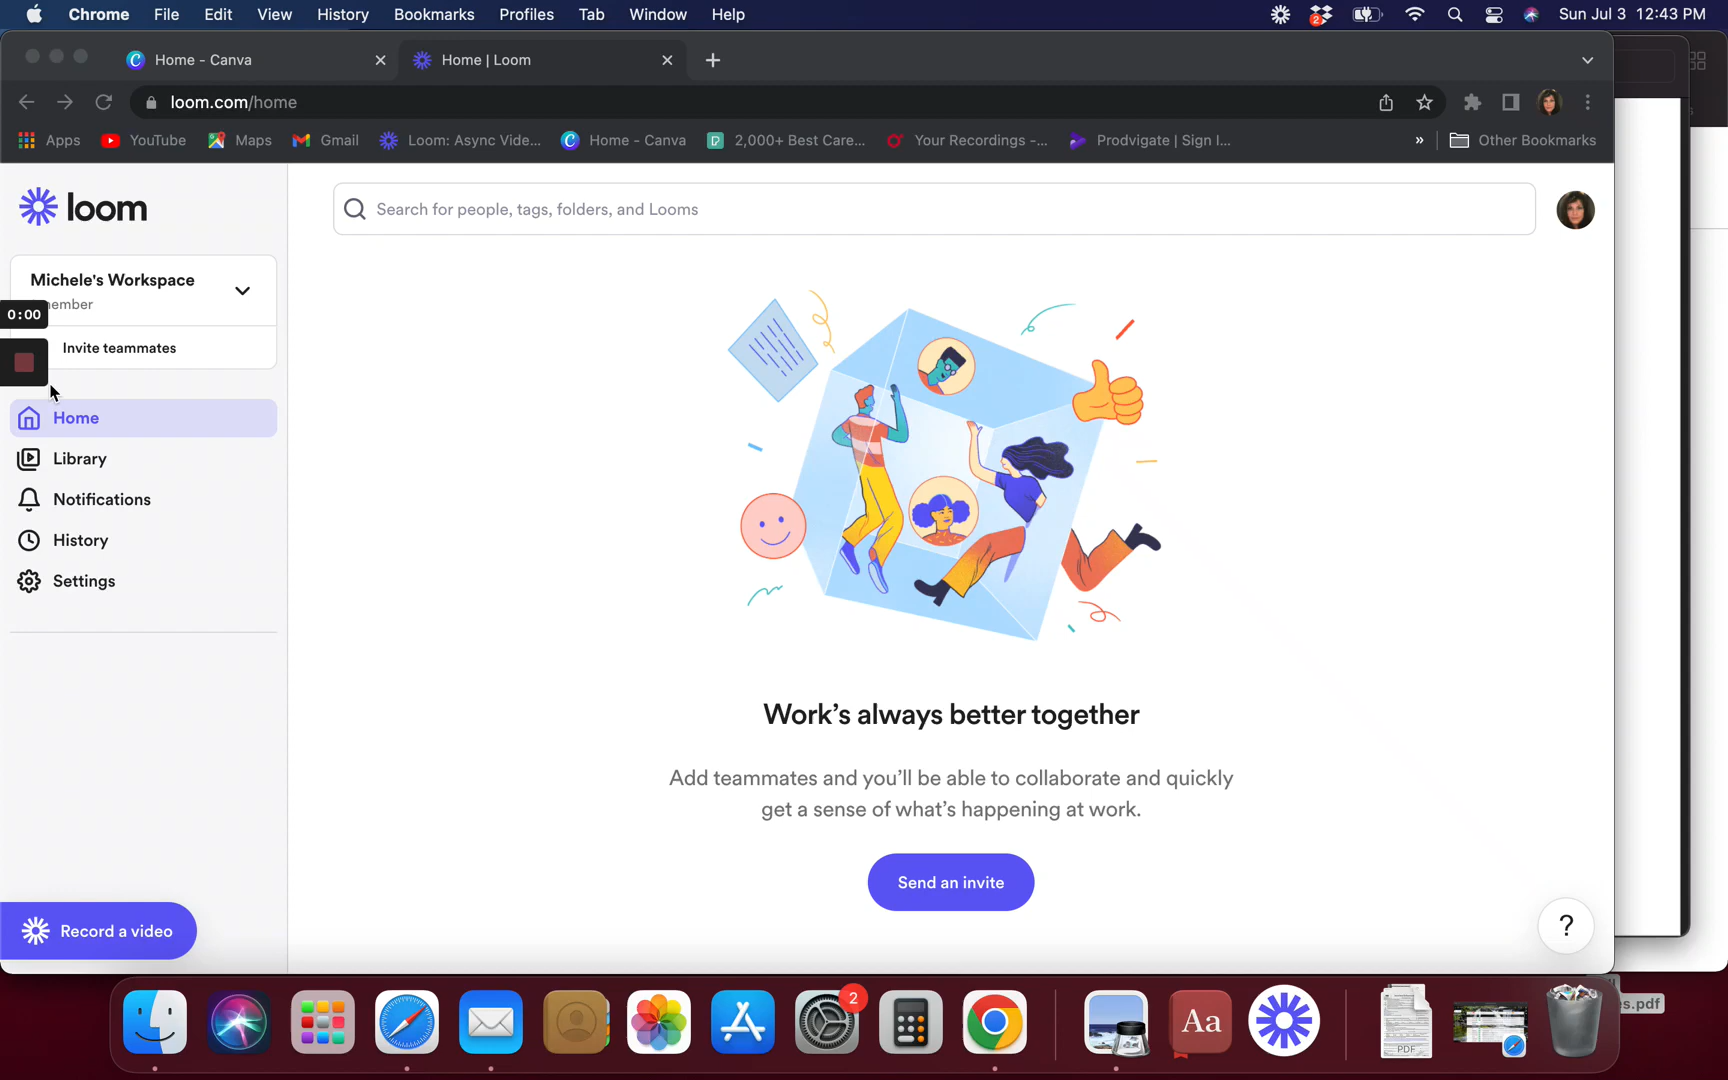 Chrome File Edit View History Bookmarks Profiles Tab Window Help 2 Sun Jul 3 12:43 PM
Home - Canva Home | Loom
loom.com/home
Apps YouTube Maps Gmail Loom: Async Vide... Home - Canva 2,000+ Best Care... Your Recordings -... Prodvigate | Sign I... » Other Bookmarks
loom
Search for people, tags, folders, and Looms
Michele's Workspace
ember
0:00
Invite teammates
Home
Library
Notifications
History
Settings
Work's always better together
Add teammates and you'll be able to collaborate and quickly
get a sense of what's happening at work.
Send an invite
Record a video
?
2
Aa
PDF
s.pdf